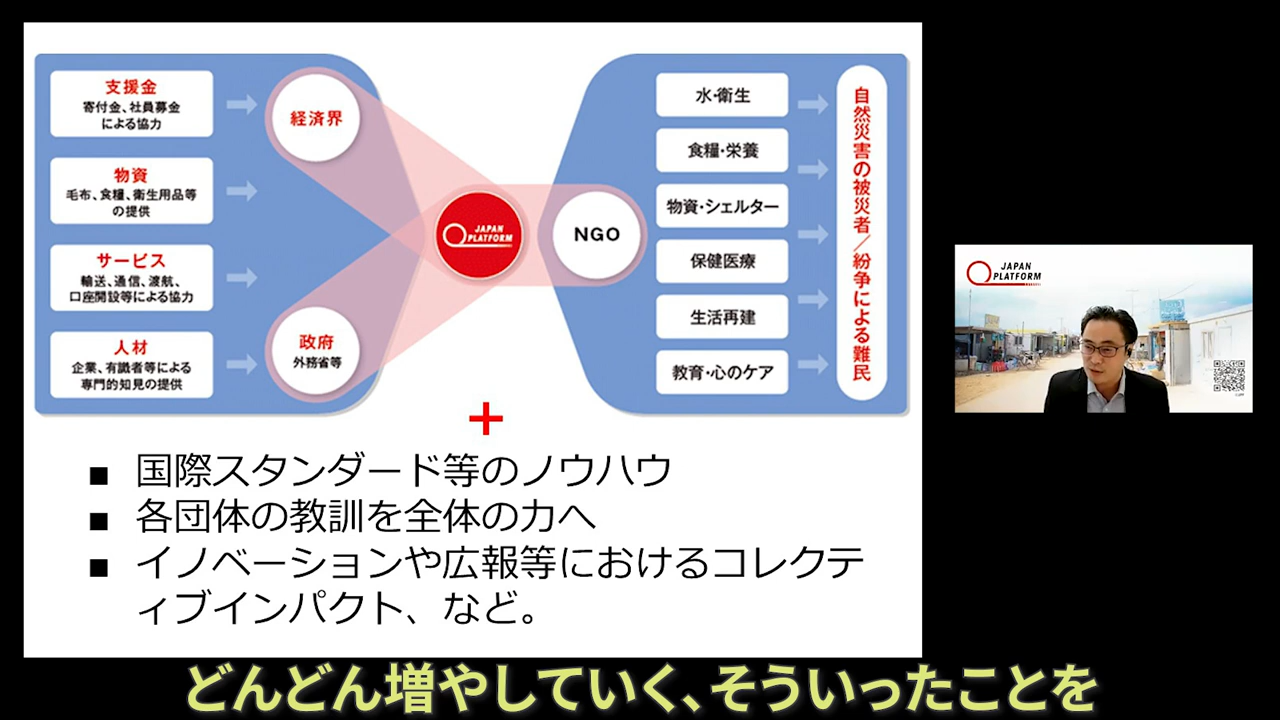 支援金
寄付金、社員募金
による協力
物資
毛布、食糧、衛生用品等
の提供
サービス
輸送、通信、渡航、
口座開設等による協力
人材
企業、有識者等による
専門的知見の提供
経済界
政府
外務省等
JAPAN
PLATFORM
NGO
水・衛生
食糧・栄養
物資・シェルター
保健医療
生活再建
教育・心のケア
自然災害の被災者／紛争による難民
+
■ 国際スタンダード等のノウハウ
■ 各団体の教訓を全体の力へ
■ イノベーションや広報等におけるコレクテ
ィブインパクト、など。
JAPAN
PLATFORM
どんどん増やしていく、そういったことを